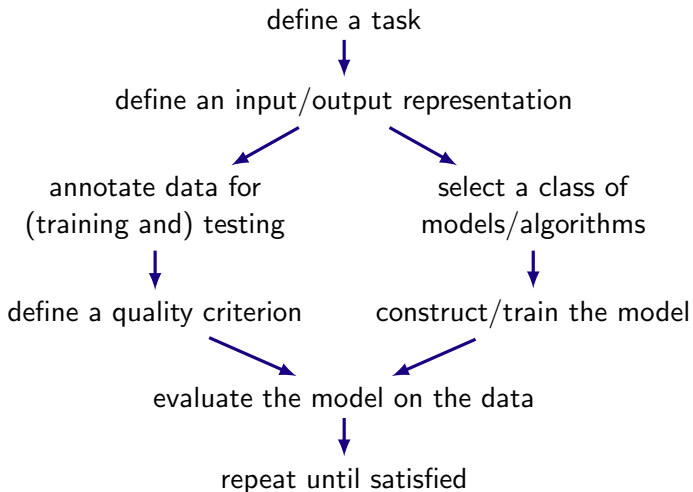 define a task
define an input/output representation
annotate data for
(training and) testing
select a class of
models/algorithms
define a quality criterion
construct/train the model
evaluate the model on the data
repeat until satisfied